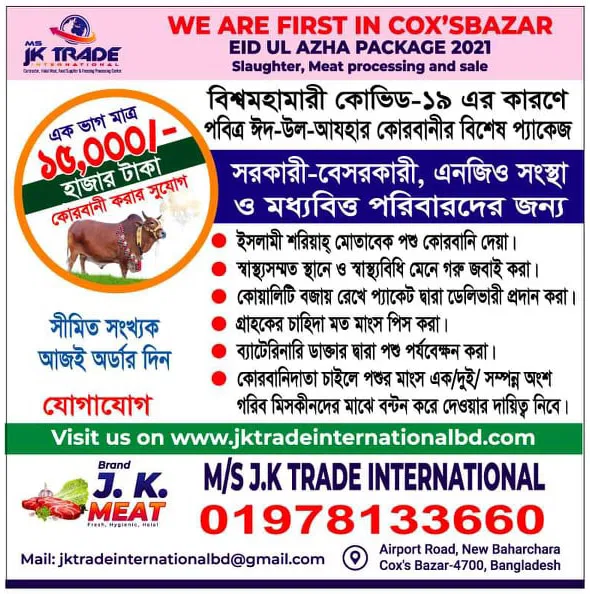 WE ARE FIRST IN COX'SBAZAR
EID UL AZHA PACKAGE 2021
Slaughter, Meat processing and sale
MS
JK TRADE
INTERNATIONAL
Contractor, Halal Meat, Food Supplier & Freezing Processing Center.
বিশ্বমহামারী কোভিড-১৯ এর কারণে
পবিত্র ঈদ-উল-আযহার কোরবানীর বিশেষ প্যাকেজ
এক ভাগ মাত্র
১৫,০০০/-
হাজার টাকা
কোরবানী করার সুযোগ
সরকারী-বেসরকারী, এনজিও সংস্থা
ও মধ্যবিত্ত পরিবারদের জন্য
ইসলামী শরিয়াহ্ মোতাবেক পশু কোরবানি দেয়া।
স্বাস্থ্যসম্মত স্থানে ও স্বাস্থ্যবিধি মেনে গরু জবাই করা।
কোয়ালিটি বজায় রেখে প্যাকেট দ্বারা ডেলিভারী প্রদান করা।
গ্রাহকের চাহিদা মত মাংস পিস করা।
ব্যাটেরিনারি ডাক্তার দ্বারা পশু পর্যবেক্ষন করা।
কোরবানিদাতা চাইলে পশুর মাংস এক/দুই/ সম্পন্ন অংশ
গরিব মিসকীনদের মাঝে বন্টন করে দেওয়ার দায়িত্ব নিবে।
সীমিত সংখ্যক
আজই অর্ডার দিন
যোগাযোগ
Visit us on www.jktradeinternationalbd.com
Brand
J. K.
MEAT
Fresh, Hygienic, Halal
M/S J.K TRADE INTERNATIONAL
01978133660
Mail: jktradeinternationalbd@gmail.com
Airport Road, New Baharchara
Cox's Bazar-4700, Bangladesh